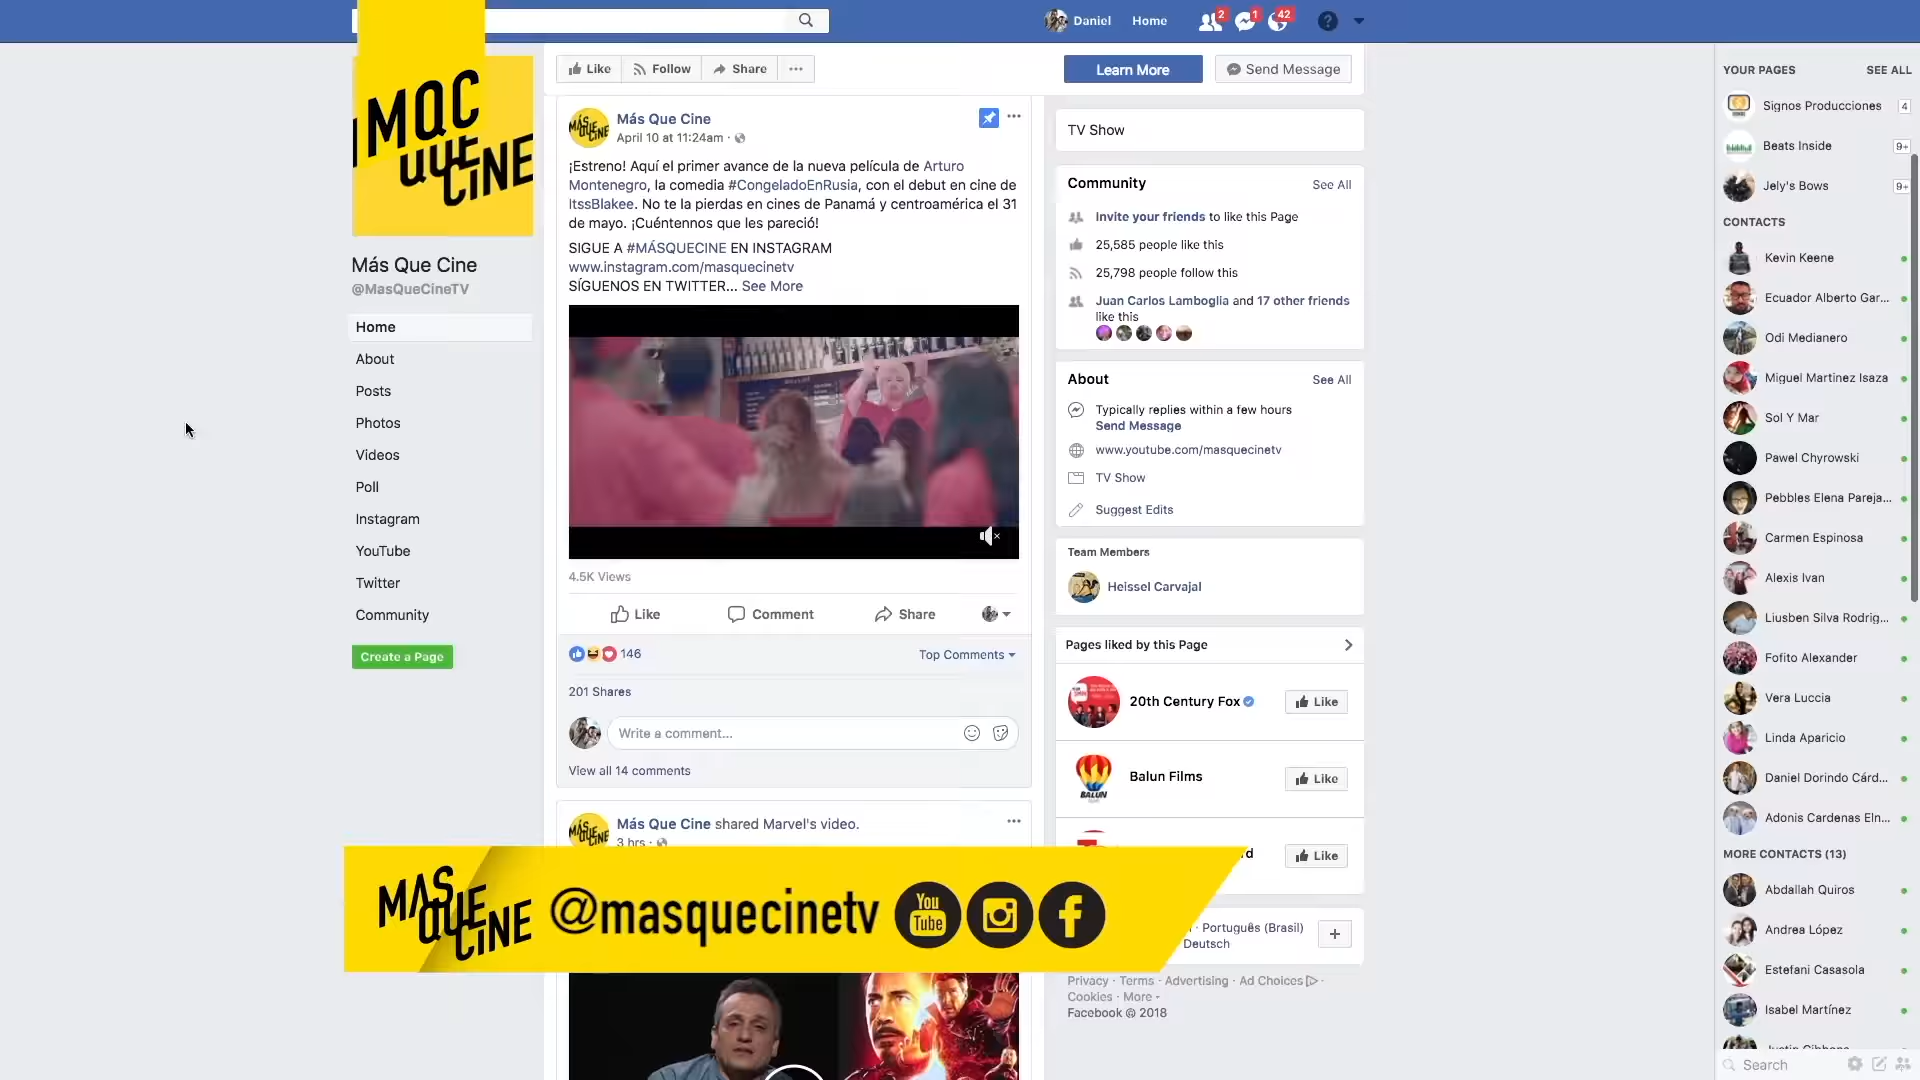 Daniel
Home
2
1
42
?
MQC
QUE
CINE
Like
Follow
Share
Learn More
Send Message
Más Que Cine
@MasQueCineTV
Home
About
Posts
Photos
Videos
Poll
Instagram
YouTube
Twitter
Community
Create a Page
MÁS QUE CINE
Más Que Cine
April 10 at 11:24am
¡Estreno! Aquí el primer avance de la nueva película de Arturo
Montenegro, la comedia #CongeladoEnRusia, con el debut en cine de
ItssBlakee. No te la pierdas en cines de Panamá y centroamérica el 31
de mayo. ¡Cuéntennos que les pareció!
SIGUE A #MÁSQUECINE EN INSTAGRAM
www.instagram.com/masquecinetv
SÍGUENOS EN TWITTER... See More
4.5K Views
Like
Comment
Share
146
Top Comments
201 Shares
Write a comment...
View all 14 comments
MÁS QUE CINE
Más Que Cine shared Marvel's video.
3 hrs
MAS
QUE
CINE
@masquecinetv
You
Tube
TV Show
Community
See All
Invite your friends to like this Page
25,585 people like this
25,798 people follow this
Juan Carlos Lamboglia and 17 other friends
like this
About
See All
Typically replies within a few hours
Send Message
www.youtube.com/masquecinetv
TV Show
Suggest Edits
Team Members
Heissel Carvajal
Pages liked by this Page
20th Century Fox
Like
BALUN
Balun Films
Like
Like
· Português (Brasil)
Deutsch
Privacy · Terms · Advertising · Ad Choices ·
Cookies · More
Facebook © 2018
YOUR PAGES
SEE ALL
Signos Producciones
4
Beats Inside
9+
Jely's Bows
9+
CONTACTS
Kevin Keene
Ecuador Alberto Gar...
Odi Medianero
Miguel Martinez Isaza
Sol Y Mar
Pawel Chyrowski
Pebbles Elena Pareja...
Carmen Espinosa
Alexis Ivan
Liusben Silva Rodrig...
Fofito Alexander
Vera Luccia
Linda Aparicio
Daniel Dorindo Cárd...
Adonis Cardenas Eln...
MORE CONTACTS (13)
Abdallah Quiros
Andrea López
Estefani Casasola
Isabel Martínez
Search